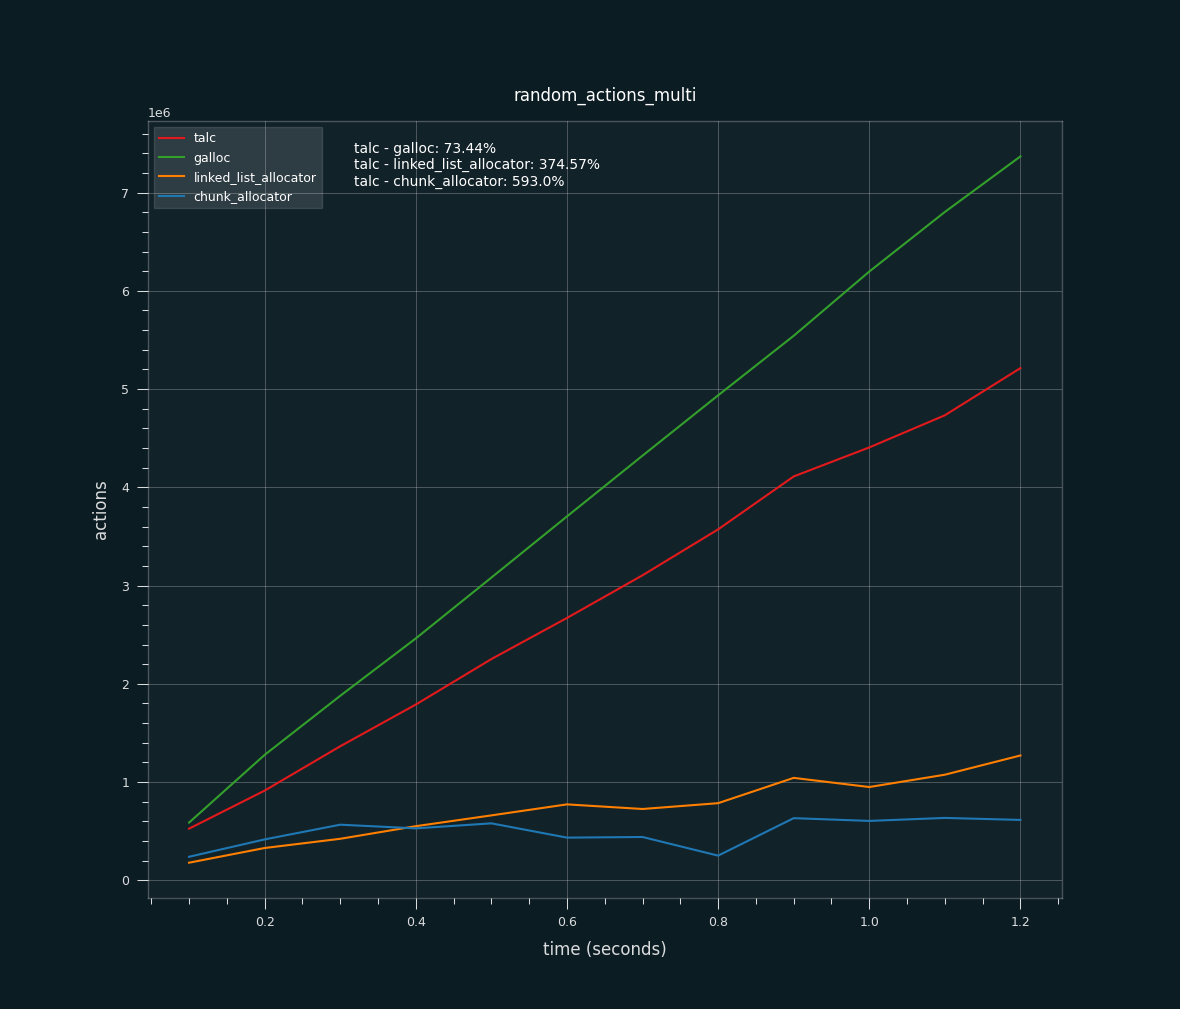 random_actions_multi
1e6
talc
galloc
linked_list_allocator
chunk_allocator
talc - galloc: 73.44%
talc - linked_list_allocator: 374.57%
talc - chunk_allocator: 593.0%
7
6
5
4
3
2
1
0
actions
0.2 0.4 0.6 0.8 1.0 1.2
time (seconds)